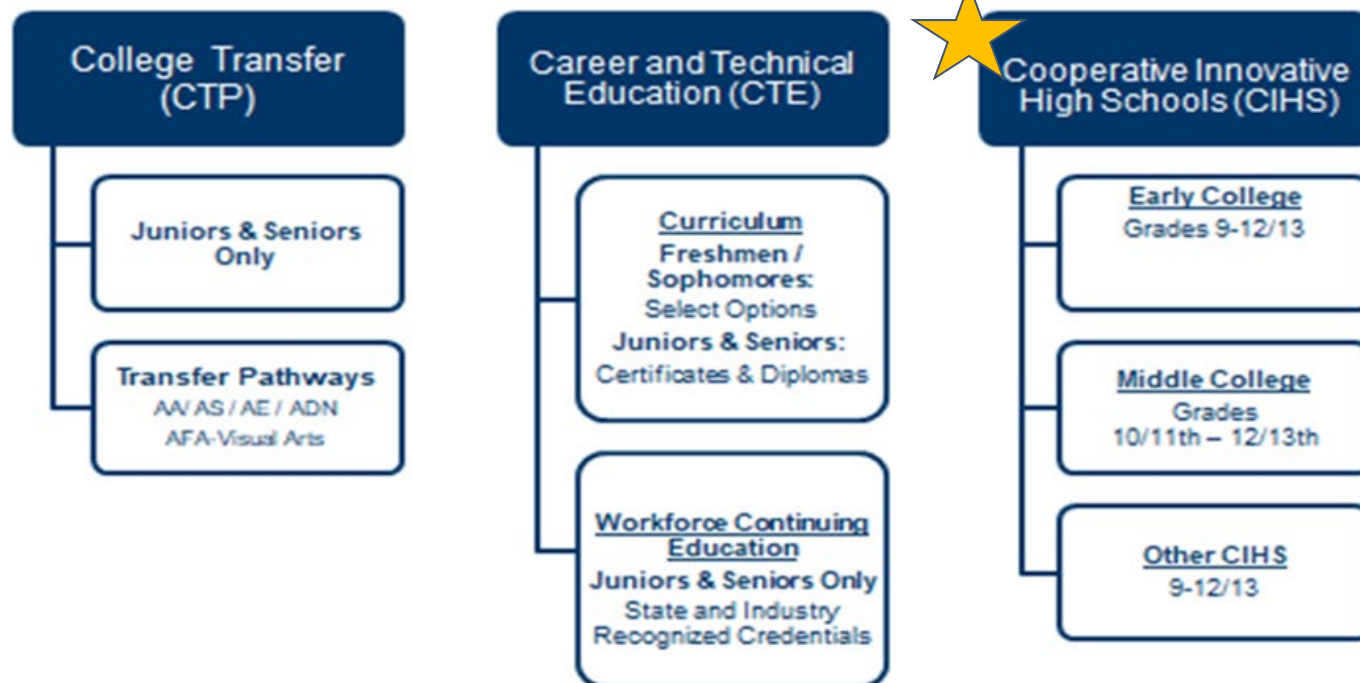 College Transfer
(CTP)
Juniors & Seniors
Only
Transfer Pathways
AA/ AS / AE / ADN
AFA-Visual Arts
Career and Technical
Education (CTE)
Curriculum
Freshmen /
Sophomores:
Select Options
Juniors & Seniors:
Certificates & Diplomas
Workforce Continuing
Education
Juniors & Seniors Only
State and Industry
Recognized Credentials
Cooperative Innovative
High Schools (CIHS)
Early College
Grades 9-12/13
Middle College
Grades
10/11th – 12/13th
Other CIHS
9-12/13